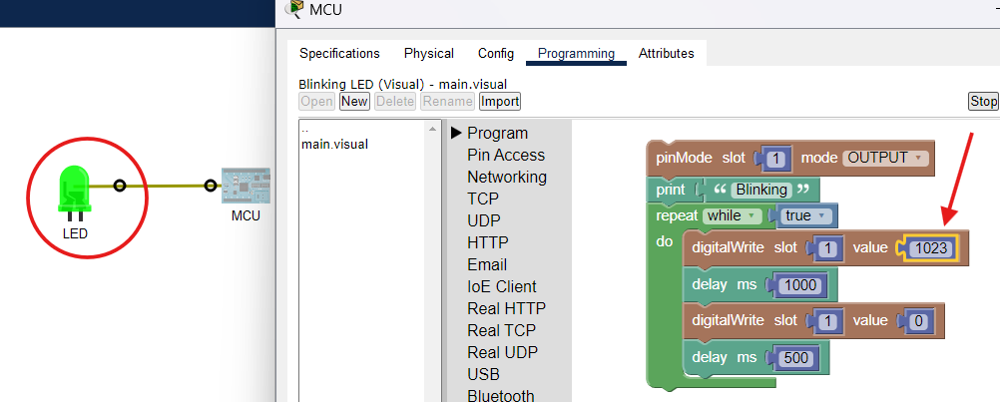 MCU
Specifications Physical Config Programming Attributes
Blinking LED (Visual) - main.visual
Open New Delete Rename Import Stop
..
main.visual
Program
Pin Access
Networking
TCP
UDP
HTTP
Email
IoE Client
Real HTTP
Real TCP
Real UDP
USB
Bluetooth
pinMode slot 1 mode OUTPUT
print “ Blinking ”
repeat while true
do digitalWrite slot 1 value 1023
delay ms 1000
digitalWrite slot 1 value 0
delay ms 500
LED
MCU